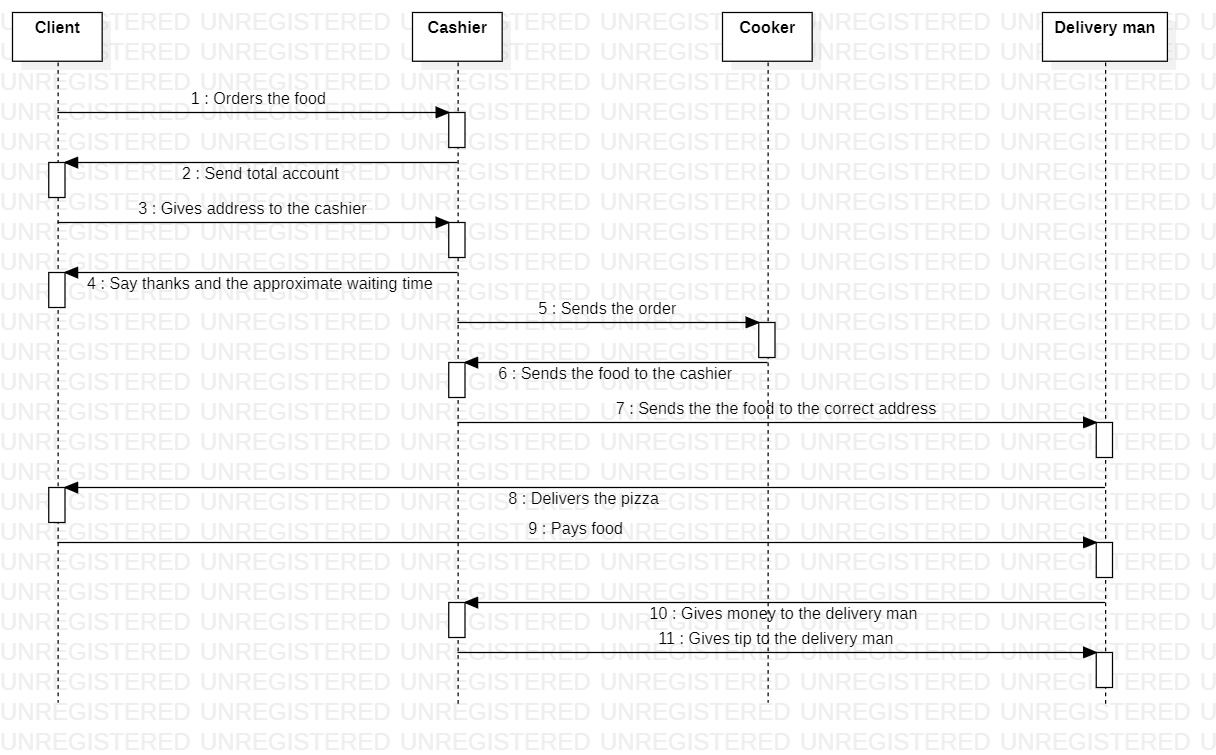 Client Cashier Cooker Delivery man
1 : Orders the food
2 : Send total account
3 : Gives address to the cashier
4 : Say thanks and the approximate waiting time
5 : Sends the order
6 : Sends the food to the cashier
7 : Sends the the food to the correct address
8 : Delivers the pizza
9 : Pays food
10 : Gives money to the delivery man
11 : Gives tip to the delivery man
UNREGISTERED